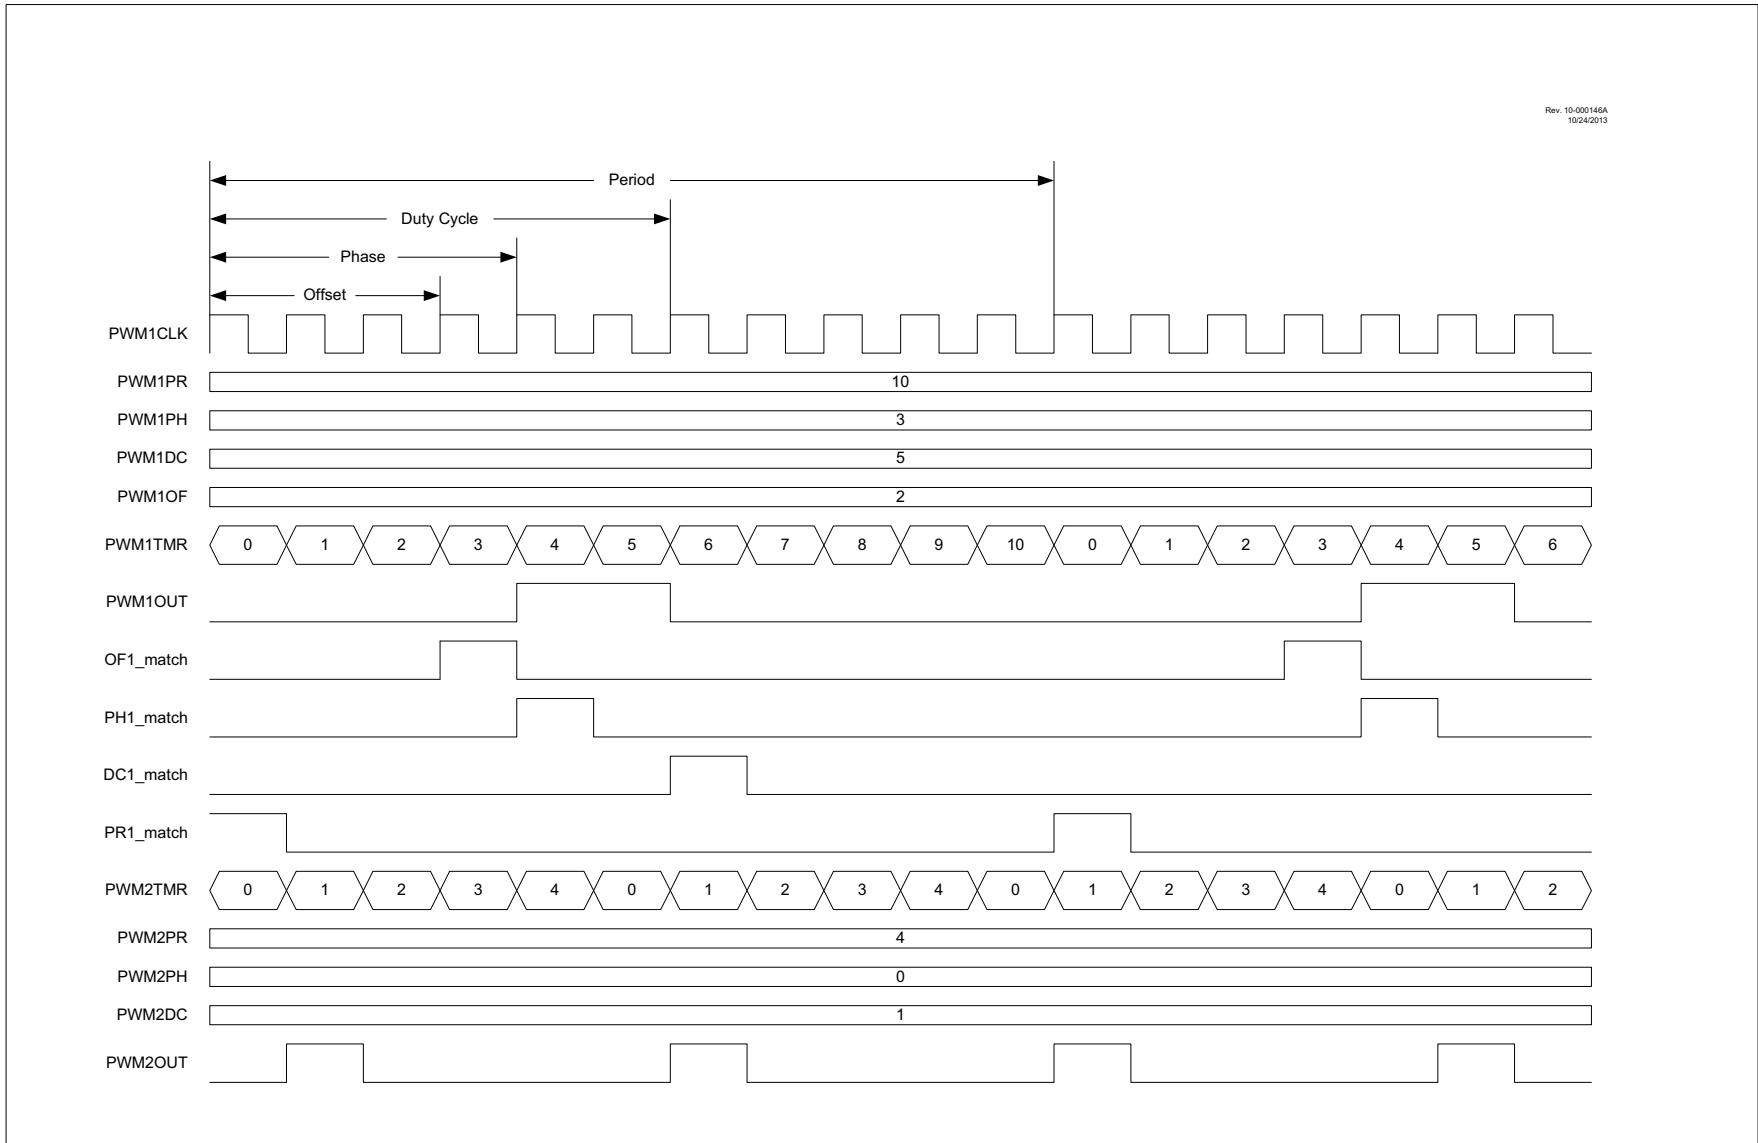 Rev. 10-000146A
10/24/2013
Period
Duty Cycle
Phase
Offset
PWM1CLK
PWM1PR 10
PWM1PH 3
PWM1DC 5
PWM1OF 2
PWM1TMR 0 1 2 3 4 5 6 7 8 9 10 0 1 2 3 4 5 6
PWM1OUT
OF1_match
PH1_match
DC1_match
PR1_match
PWM2TMR 0 1 2 3 4 0 1 2 3 4 0 1 2 3 4 0 1 2
PWM2PR 4
PWM2PH 0
PWM2DC 1
PWM2OUT